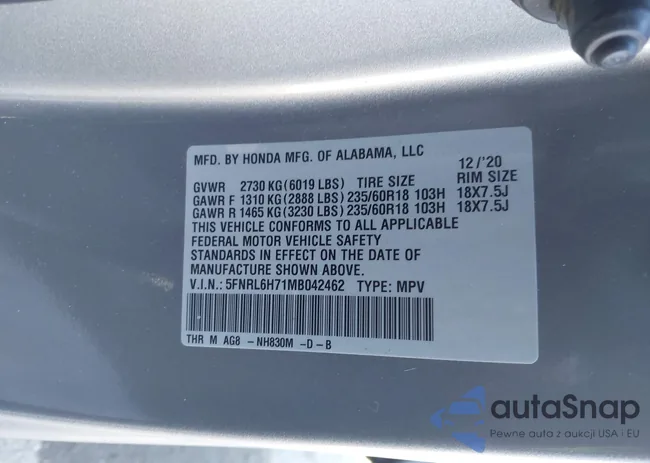 MFD. BY HONDA MFG. OF ALABAMA, LLC 12/'20
GVWR 2730 KG(6019 LBS) TIRE SIZE RIM SIZE
GAWR F 1310 KG(2888 LBS)235/60R18 103H 18X7.5J
GAWR R 1465 KG(3230 LBS)235/60R18 103H 18X7.5J
THIS VEHICLE CONFORMS TO ALL APPLICABLE
FEDERAL MOTOR VEHICLE SAFETY
STANDARDS IN EFFECT ON THE DATE OF
MANUFACTURE SHOWN ABOVE.
V.I.N.: 5FNRL6H71MB042462 TYPE: MPV
THR M AG8 - NH830M -D-B
autaSnap
Pewne auta z aukcji USA i EU